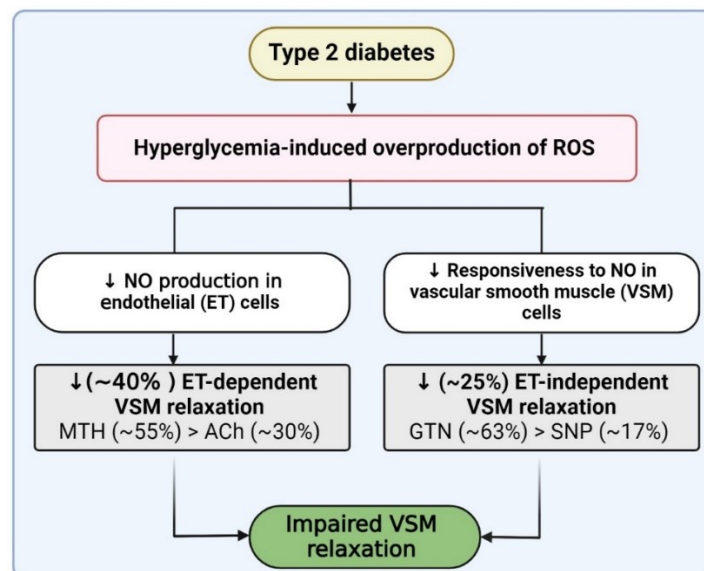 Type 2 diabetes
Hyperglycemia-induced overproduction of ROS
↓ NO production in
endothelial (ET) cells
↓ Responsiveness to NO in
vascular smooth muscle (VSM)
cells
↓ (~40% ) ET-dependent
VSM relaxation
MTH (~55%) > ACh (~30%)
↓ (~25%) ET-independent
VSM relaxation
GTN (~63%) > SNP (~17%)
Impaired VSM
relaxation